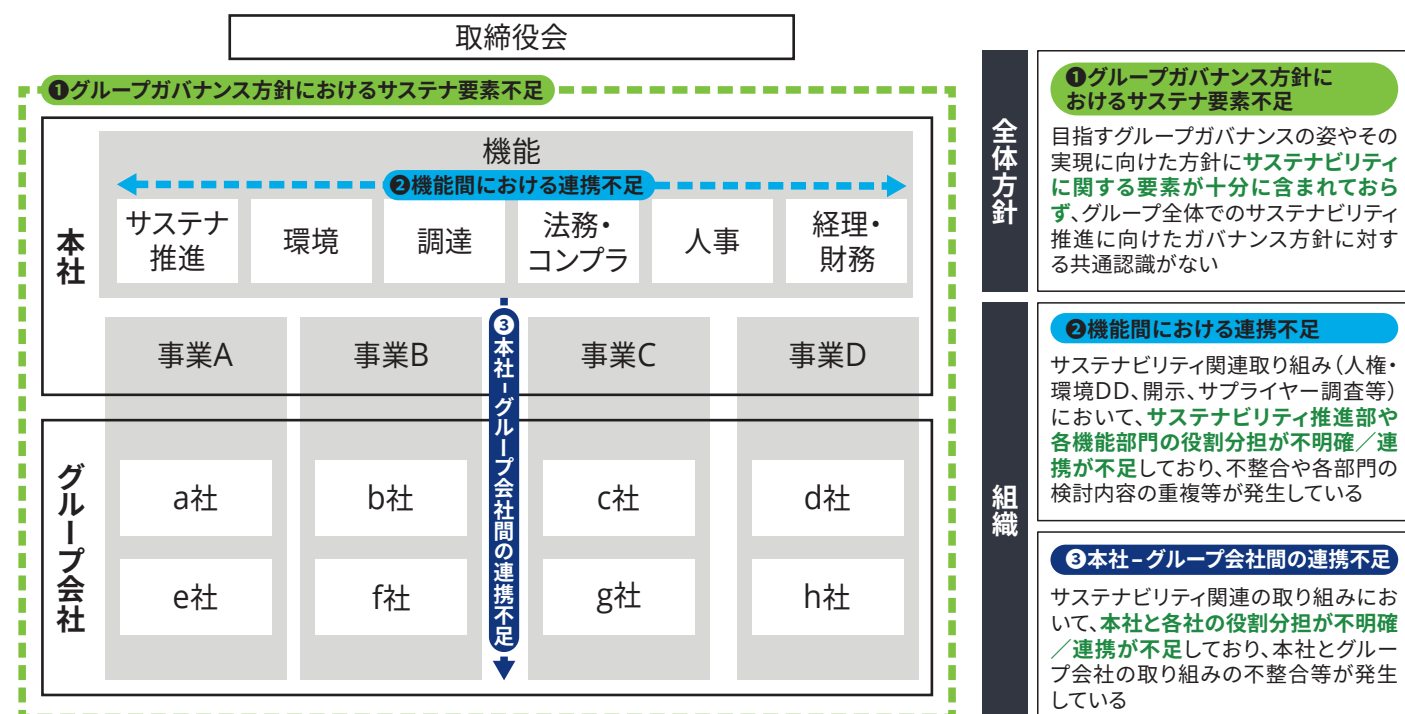 取締役会
❶グループガバナンス方針におけるサステナ要素不足
本社
機能
❷機能間における連携不足
サステナ
推進
環境
調達
法務・
コンプラ
人事
経理・
財務
事業A
事業B
事業C
事業D
❸本社-グループ会社間の連携不足
グループ会社
a社
b社
c社
d社
e社
f社
g社
h社
全体方針
❶グループガバナンス方針に
おけるサステナ要素不足
目指すグループガバナンスの姿やその
実現に向けた方針にサステナビリティ
に関する要素が十分に含まれておら
ず、グループ全体でのサステナビリティ
推進に向けたガバナンス方針に対す
る共通認識がない
組織
❷機能間における連携不足
サステナビリティ関連取り組み(人権・
環境DD、開示、サプライヤー調査等)
において、サステナビリティ推進部や
各機能部門の役割分担が不明確/連
携が不足しており、不整合や各部門の
検討内容の重複等が発生している
❸本社-グループ会社間の連携不足
サステナビリティ関連の取り組みにお
いて、本社と各社の役割分担が不明確
/連携が不足しており、本社とグルー
プ会社の取り組みの不整合等が発生
している